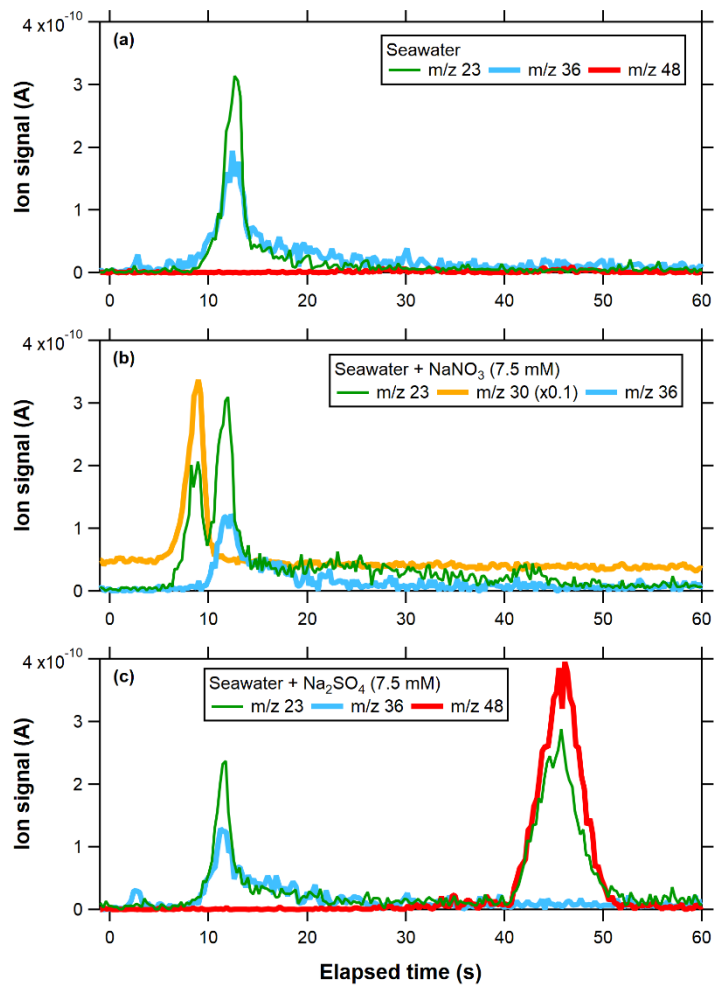 4 x10-10
(a)
Seawater
m/z 23 m/z 36 m/z 48
3
2
1
0
Ion signal (A)
0 10 20 30 40 50 60
4 x10-10
(b)
Seawater + NaNO3 (7.5 mM)
m/z 23 m/z 30 (x0.1) m/z 36
3
2
1
0
Ion signal (A)
0 10 20 30 40 50 60
4 x10-10
(c)
Seawater + Na2SO4 (7.5 mM)
m/z 23 m/z 36 m/z 48
3
2
1
0
Ion signal (A)
0 10 20 30 40 50 60
Elapsed time (s)